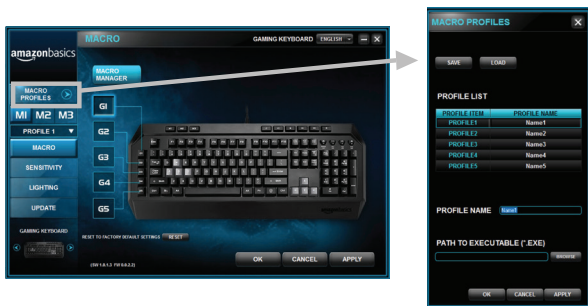 MACRO
GAMING KEYBOARD
ENGLISH
amazonbasics
MACRO PROFILES
M1 M2 M3
PROFILE 1
MACRO
SENSITIVITY
LIGHTING
UPDATE
GAMING KEYBOARD
MACRO MANAGER
G1
G2
G3
G4
G5
RESET TO FACTORY DEFAULT SETTINGS RESET
OK CANCEL APPLY
MACRO PROFILES
SAVE LOAD
PROFILE LIST
PROFILE ITEM PROFILE NAME
PROFILE1 Name1
PROFILE2 Name2
PROFILE3 Name3
PROFILE4 Name4
PROFILE5 Name5
PROFILE NAME Name1
PATH TO EXECUTABLE (*.EXE)
BROWSE
OK CANCEL APPLY